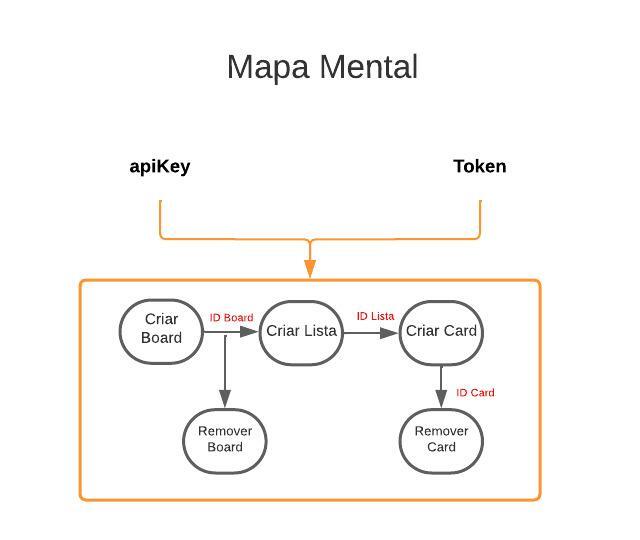 Mapa Mental
apiKey
Token
Criar
Board
ID Board
Criar Lista
ID Lista
Criar Card
ID Card
Remover
Board
Remover
Card